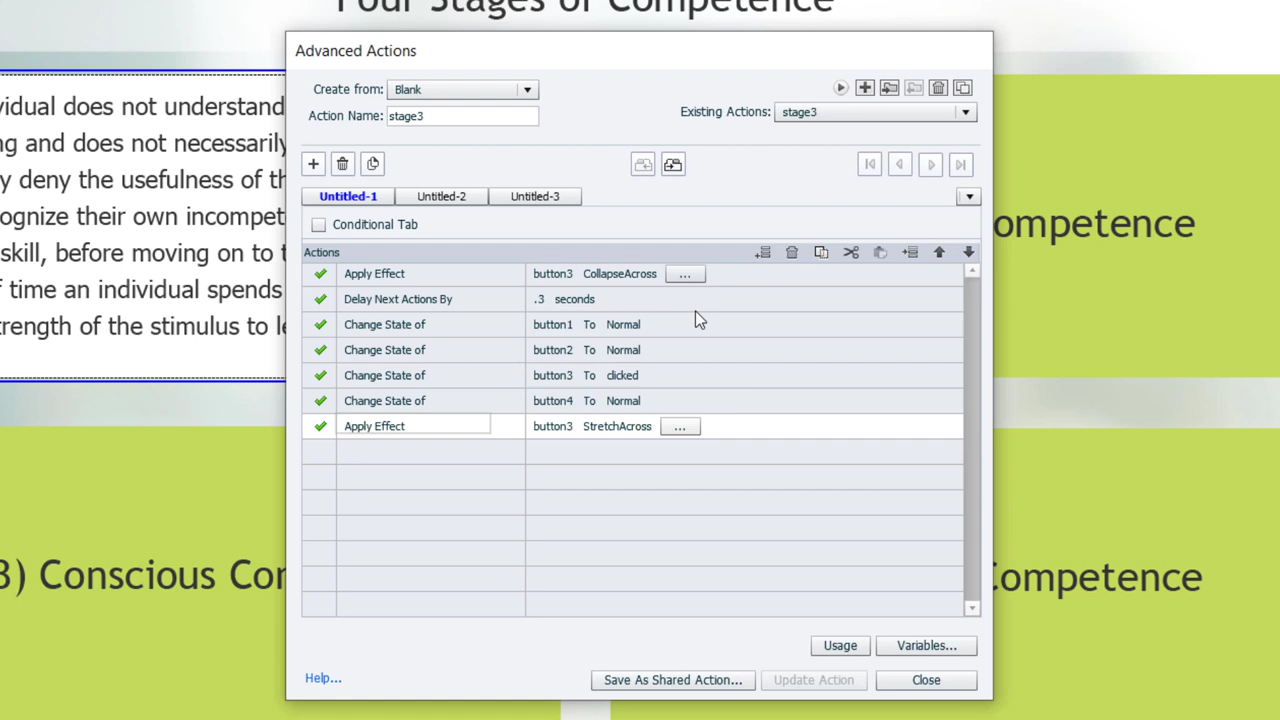 Four Stages of Competence
Advanced Actions
Create from: Blank
Action Name: stage3
Existing Actions: stage3
Untitled-1 Untitled-2 Untitled-3
Conditional Tab
Actions
Apply Effect button3 CollapseAcross ...
Delay Next Actions By .3 seconds
Change State of button1 To Normal
Change State of button2 To Normal
Change State of button3 To clicked
Change State of button4 To Normal
Apply Effect button3 StretchAcross ...
Usage Variables...
Help... Save As Shared Action... Update Action Close
vidual does not understand
ng and does not necessarily
y deny the usefulness of th
cognize their own incompet
skill, before moving on to t
f time an individual spends
trength of the stimulus to le
ompetence
3) Conscious Con
Competence